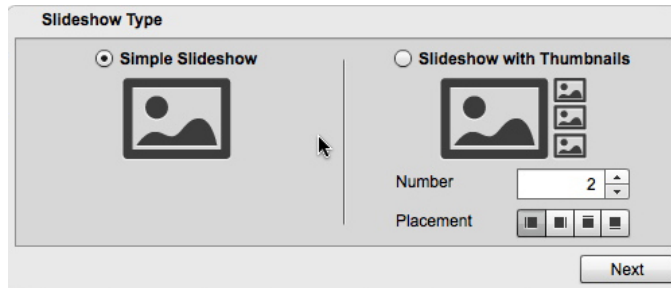 Slideshow Type
Simple Slideshow
Slideshow with Thumbnails
Number
2
Placement
Next